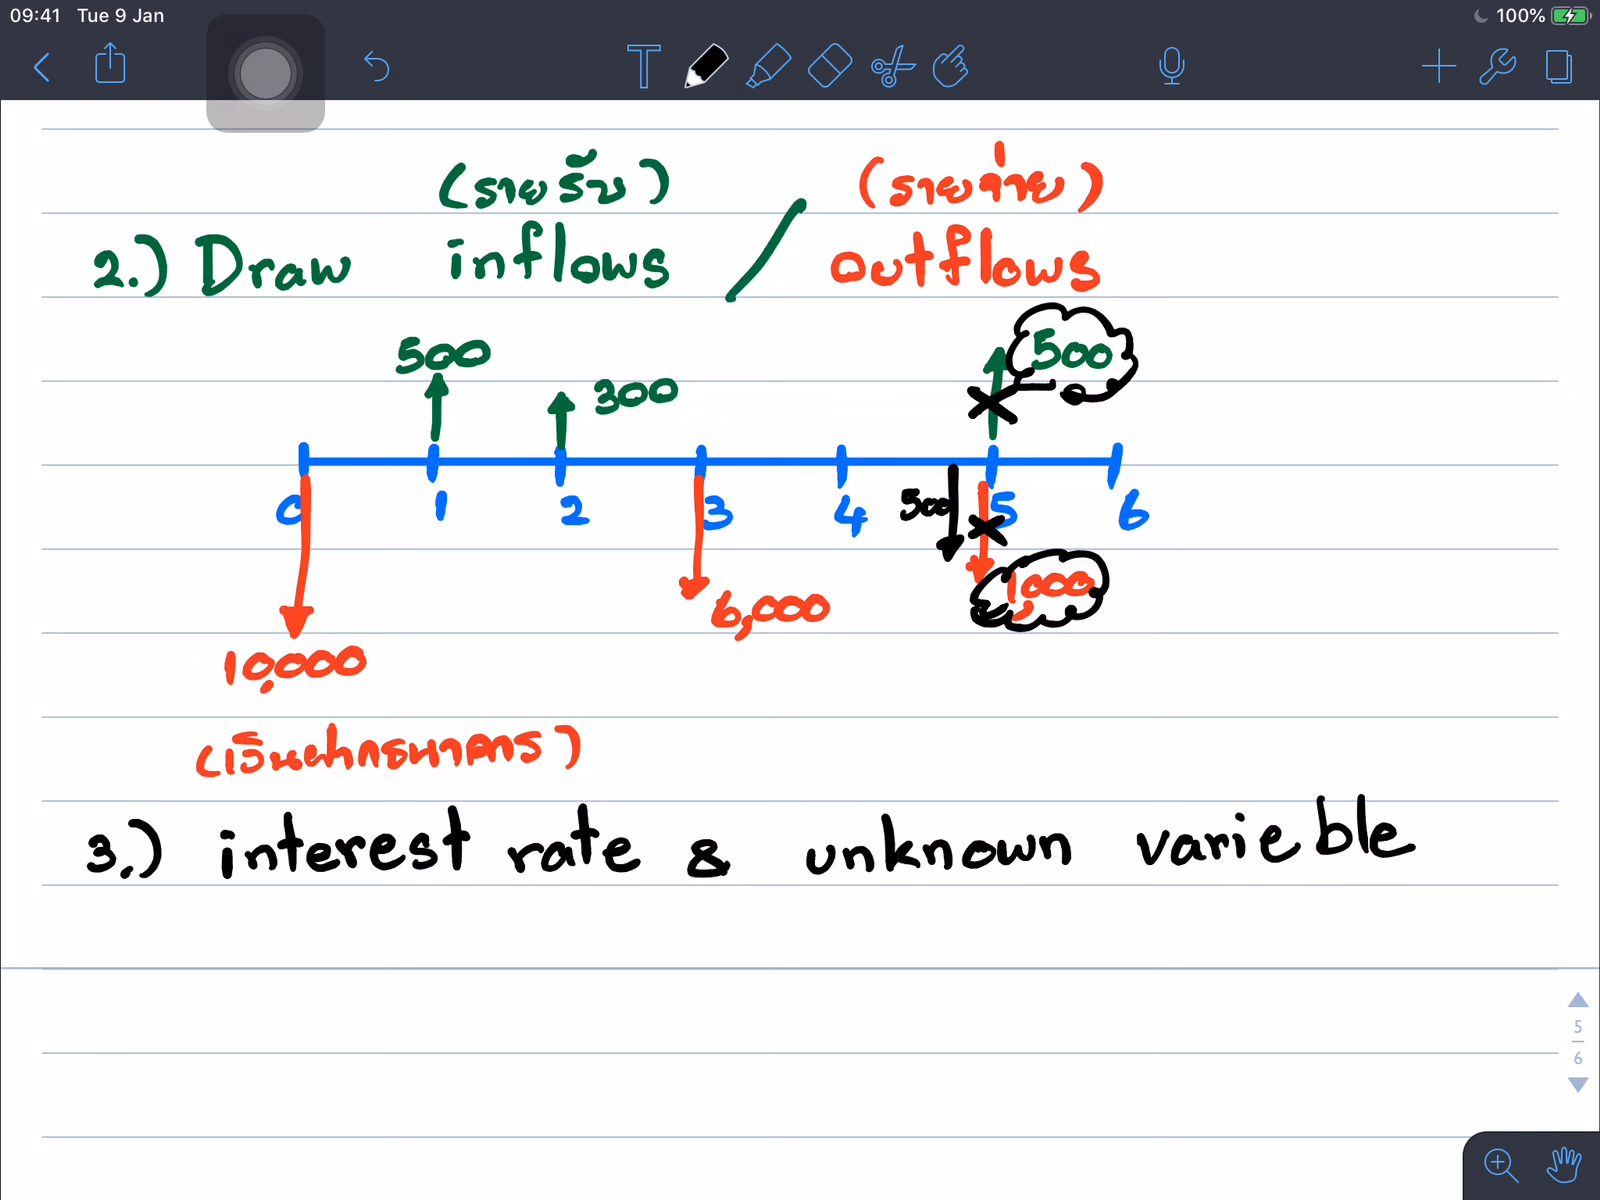 09:41 Tue 9 Jan 100%
(รายรับ) (รายจ่าย)
2.) Draw inflows / outflows
500 500
300
0 1 2 3 4 500 5 6
1,000
6,000
10,000
(เงินฝากธนาคาร)
3.) interest rate & unknown varieble
5
6